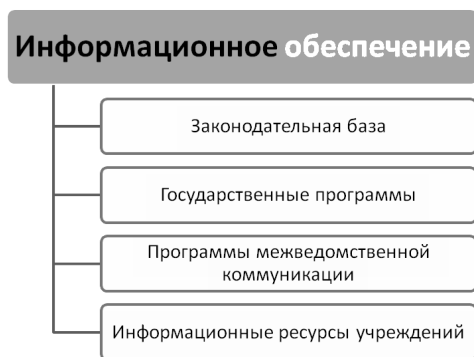 Информационное обеспечение
Законодательная база
Государственные программы
Программы межведомственной
коммуникации
Информационные ресурсы учреждений